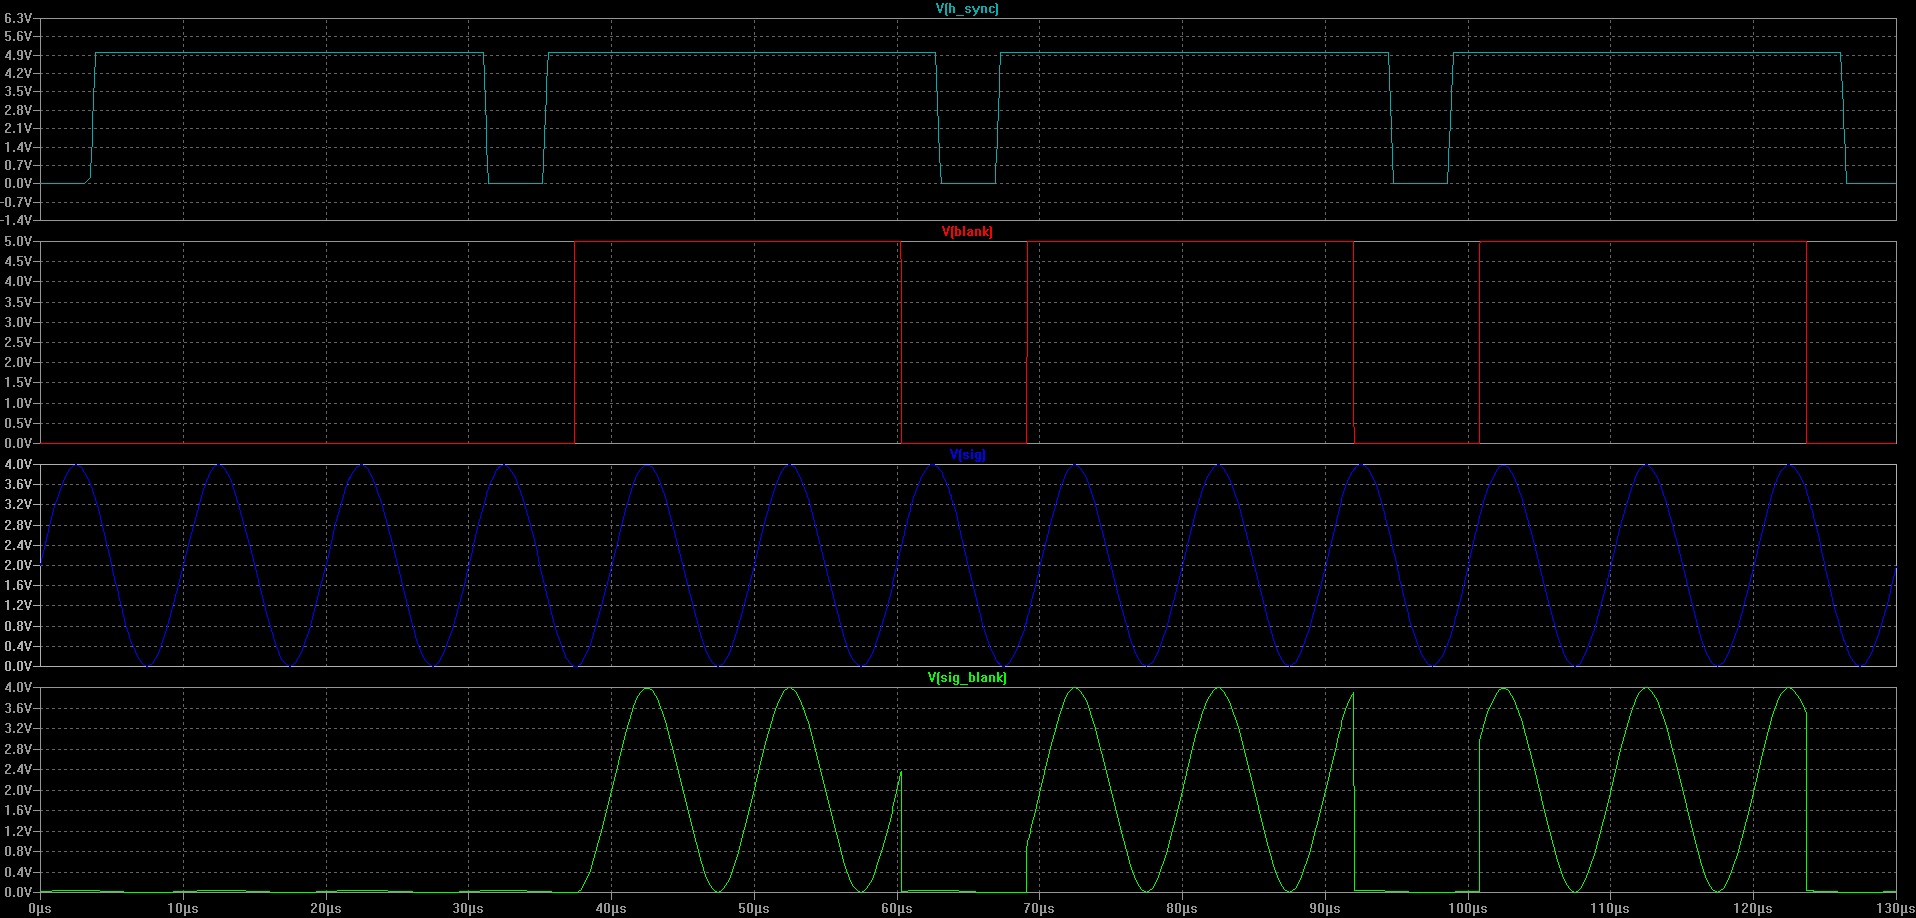 V(h_sync)
6.3V
5.6V
4.9V
4.2V
3.5V
2.8V
2.1V
1.4V
0.7V
0.0V
-0.7V
-1.4V
V(blank)
5.0V
4.5V
4.0V
3.5V
3.0V
2.5V
2.0V
1.5V
1.0V
0.5V
0.0V
V(sig)
4.0V
3.6V
3.2V
2.8V
2.4V
2.0V
1.6V
1.2V
0.8V
0.4V
0.0V
V(sig_blank)
4.0V
3.6V
3.2V
2.8V
2.4V
2.0V
1.6V
1.2V
0.8V
0.4V
0.0V
0µs 10µs 20µs 30µs 40µs 50µs 60µs 70µs 80µs 90µs 100µs 110µs 120µs 130µs